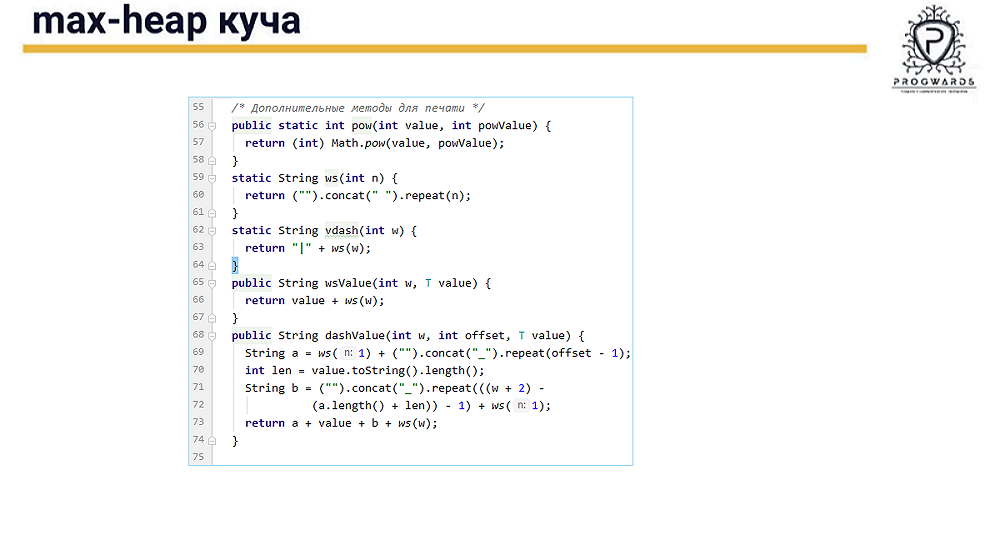 max-heap куча
PROGWARDS
55 /* Дополнительные методы для печати */
56 public static int pow(int value, int powValue) {
57 return (int) Math.pow(value, powValue);
58 }
59 static String ws(int n) {
60 return ("").concat(" ").repeat(n);
61 }
62 static String vdash(int w) {
63 return "|" + ws(w);
64 }
65 public String wsValue(int w, T value) {
66 return value + ws(w);
67 }
68 public String dashValue(int w, int offset, T value) {
69 String a = ws( n: 1) + ("").concat("_").repeat(offset - 1);
70 int len = value.toString().length();
71 String b = ("").concat("_").repeat(((w + 2) -
72 (a.length() + len)) - 1) + ws( n: 1);
73 return a + value + b + ws(w);
74 }
75